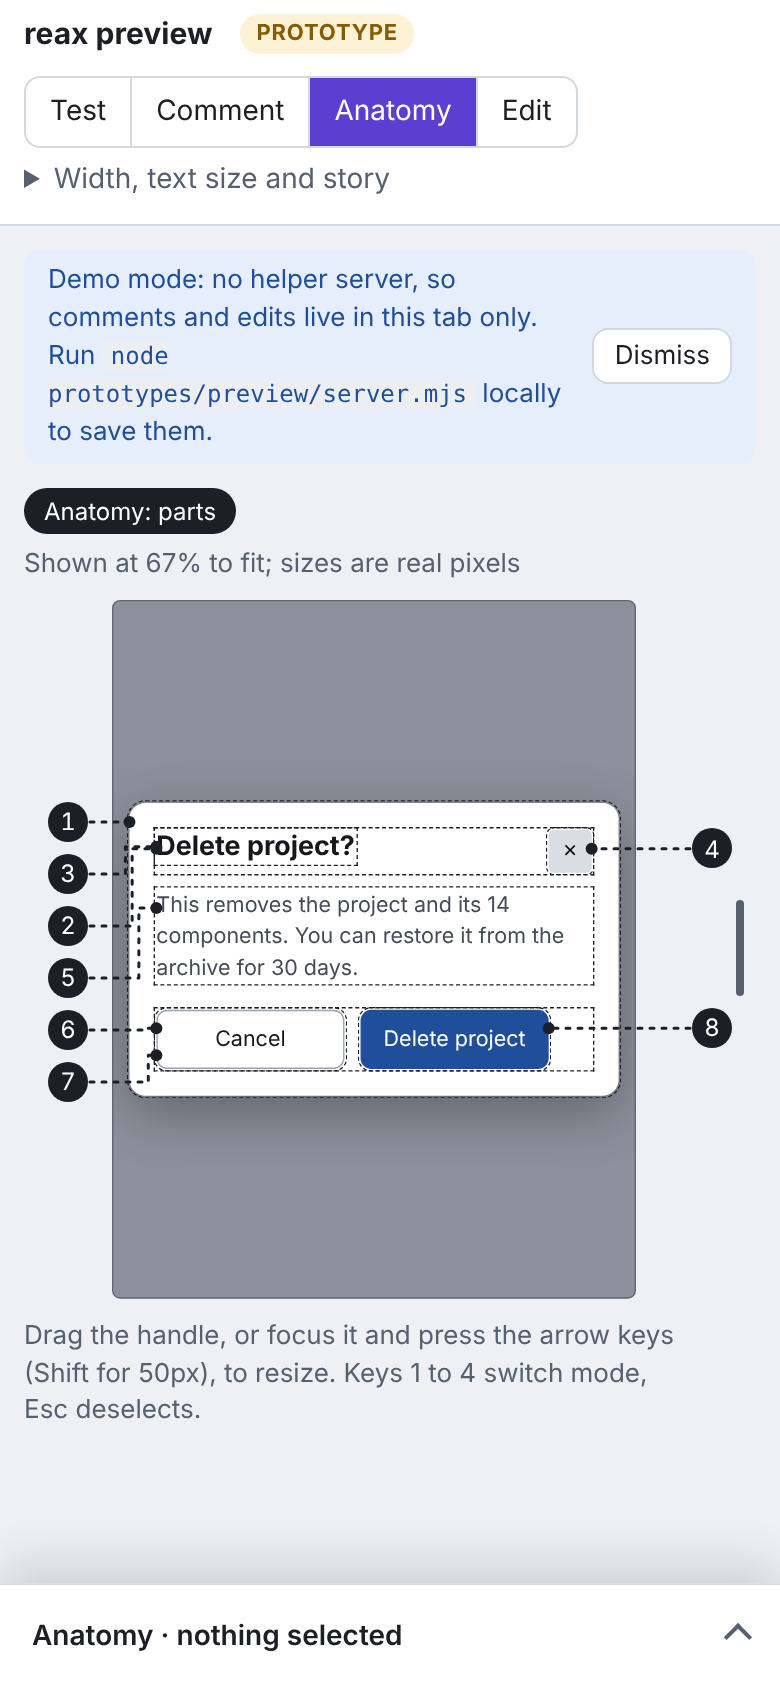 reax preview PROTOTYPE
Test Comment Anatomy Edit
Width, text size and story
Demo mode: no helper server, so
comments and edits live in this tab only.
Run node
prototypes/preview/server.mjs locally
to save them.
Dismiss
Anatomy: parts
Shown at 67% to fit; sizes are real pixels
1
3
2
5
6
7
Delete project?
×
4
This removes the project and its 14
components. You can restore it from the
archive for 30 days.
Cancel Delete project
8
Drag the handle, or focus it and press the arrow keys
(Shift for 50px), to resize. Keys 1 to 4 switch mode,
Esc deselects.
Anatomy · nothing selected